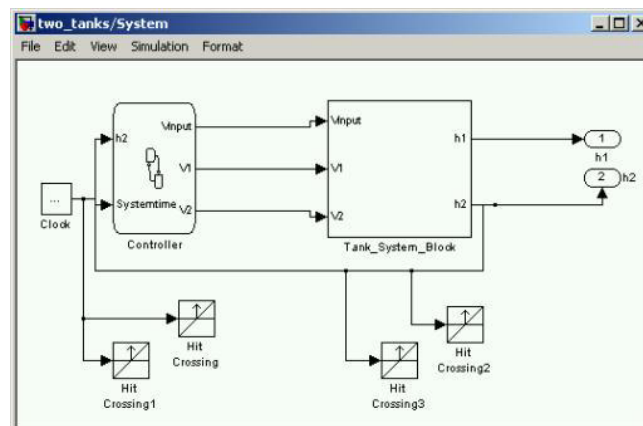 two_tanks/System
File Edit View Simulation Format
h2
Systemtime
Vinput
V1
V2
Controller
...
Clock
Vinput
V1
V2
h1
h2
Tank_System_Block
1
h1
2
h2
Hit
Crossing
Hit
Crossing1
Hit
Crossing2
Hit
Crossing3